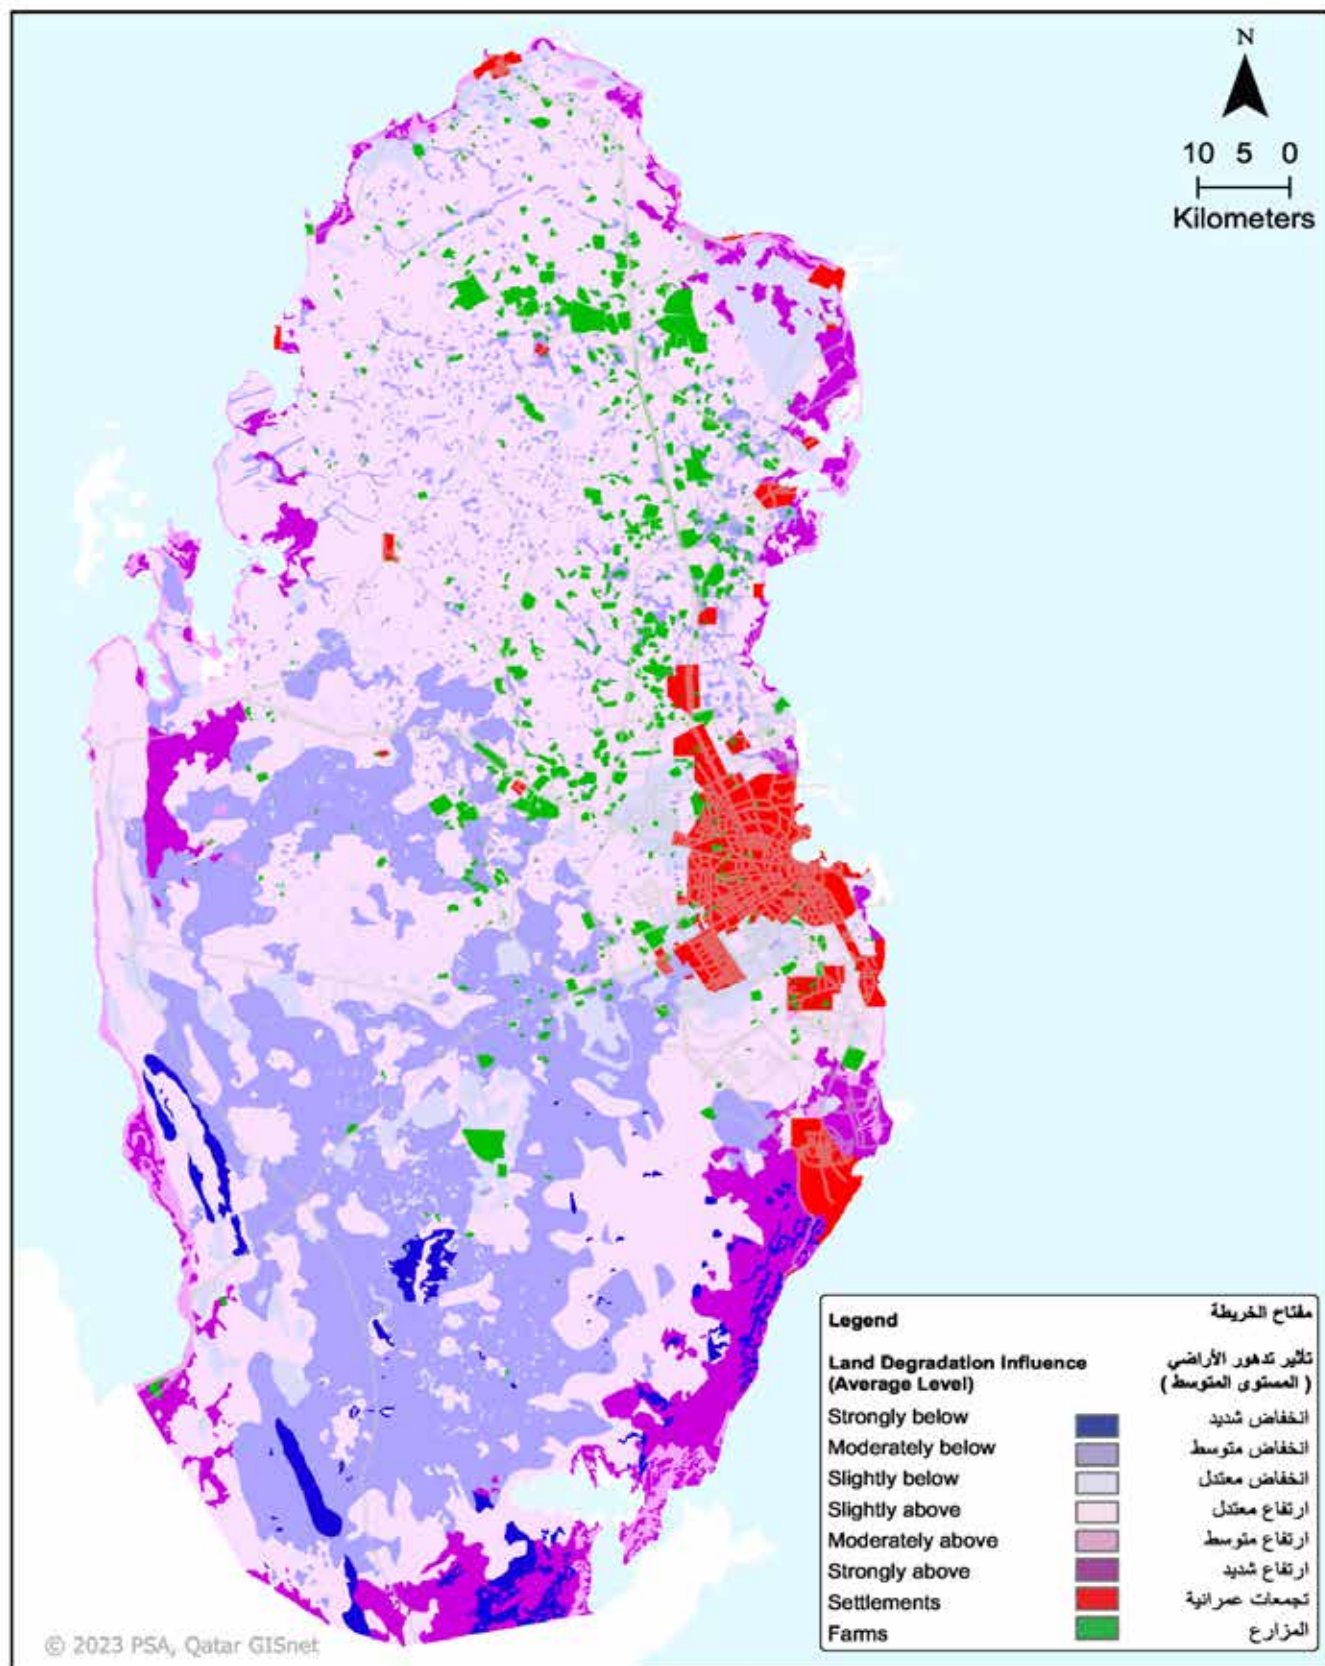 N
10 5 0
Kilometers
Legend مفتاح الخريطة
Land Degradation Influence تأثير تدهور الأراضي
(Average Level) ( المستوى المتوسط )
Strongly below انخفاض شديد
Moderately below انخفاض متوسط
Slightly below انخفاض معتدل
Slightly above ارتفاع معتدل
Moderately above ارتفاع متوسط
Strongly above ارتفاع شديد
Settlements تجمعات عمرانية
Farms المزارع
© 2023 PSA, Qatar GISnet